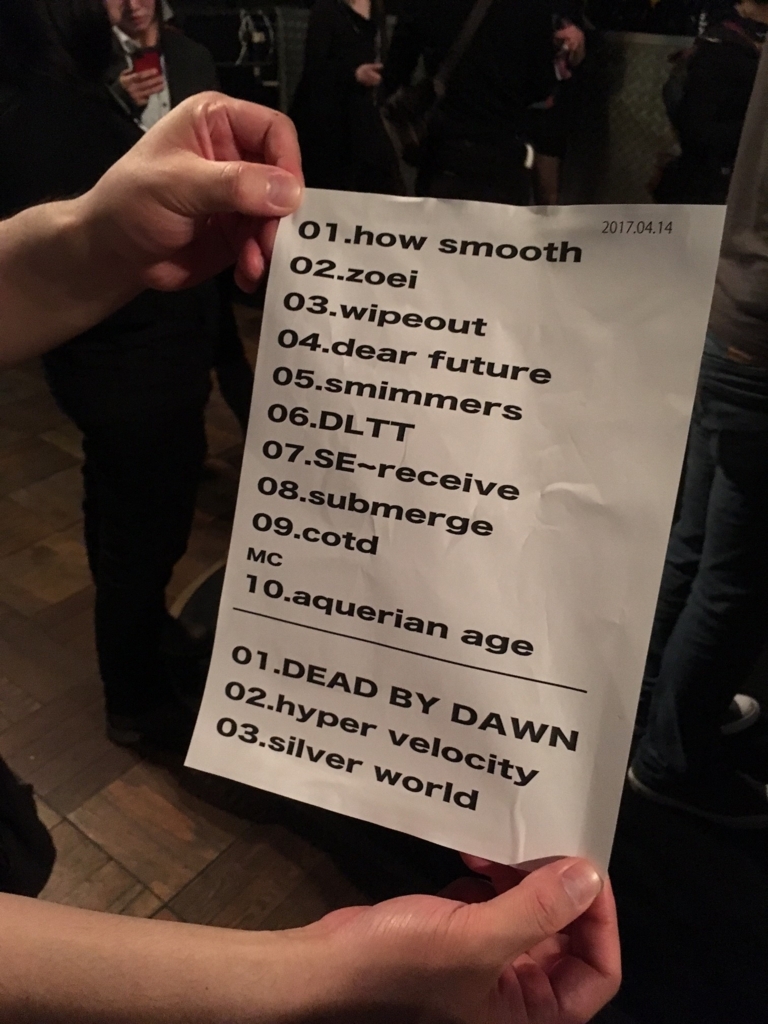 2017.04.14
01.how smooth
02.zoei
03.wipeout
04.dear future
05.smimmers
06.DLTT
07.SE~receive
08.submerge
09.cotd
MC
10.aquerian age
01.DEAD BY DAWN
02.hyper velocity
03.silver world